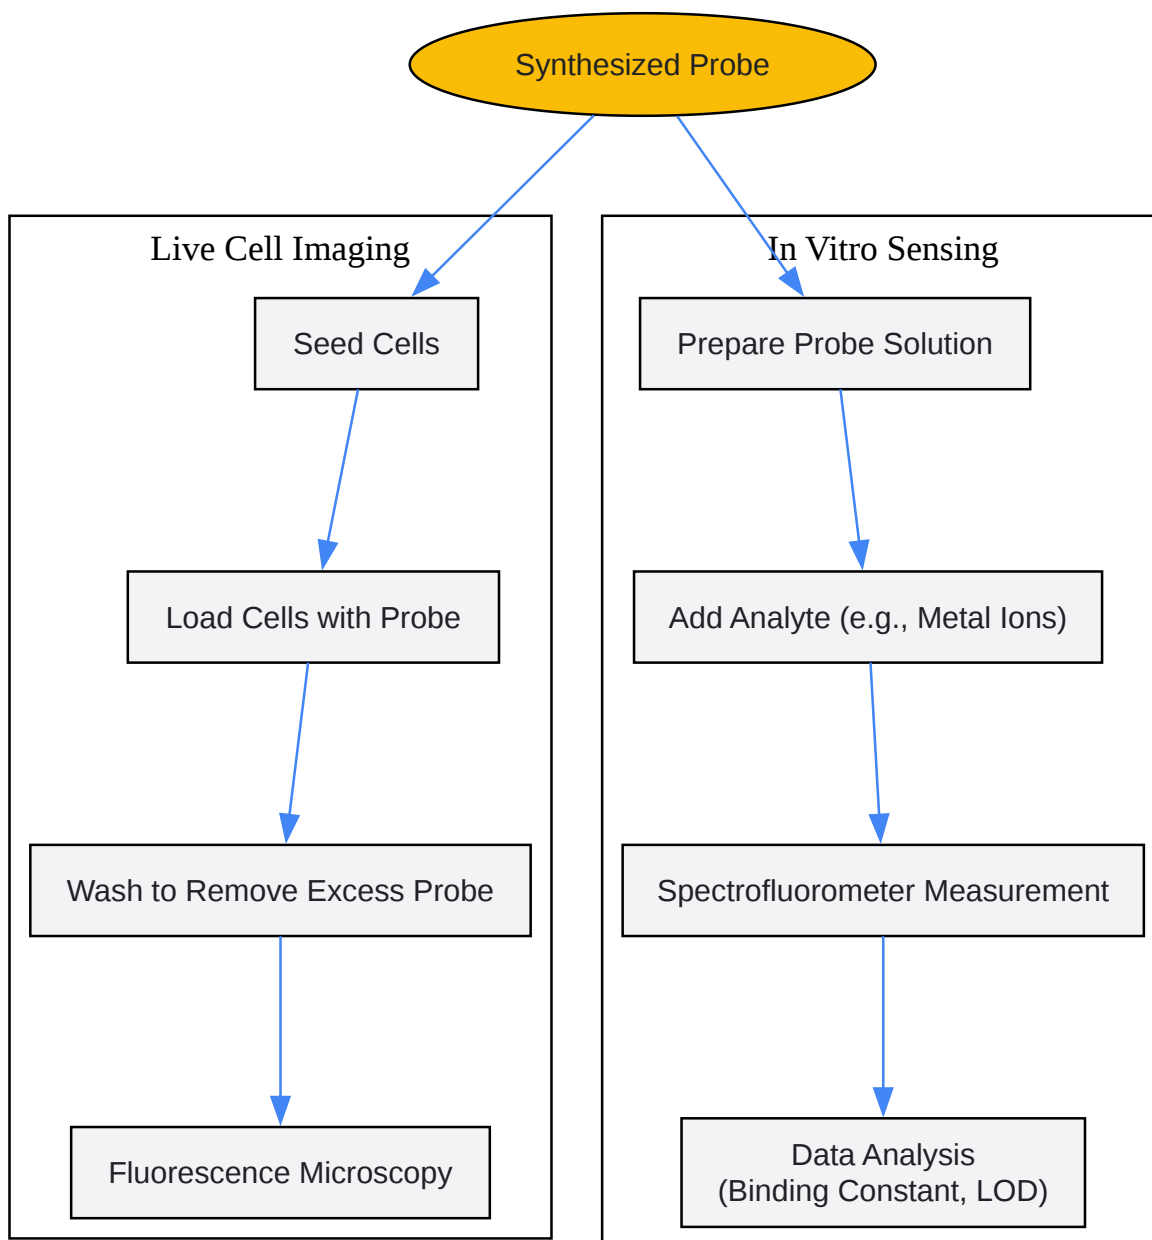 Synthesized Probe
Live Cell Imaging
Seed Cells
Load Cells with Probe
Wash to Remove Excess Probe
Fluorescence Microscopy
In Vitro Sensing
Prepare Probe Solution
Add Analyte (e.g., Metal Ions)
Spectrofluorometer Measurement
Data Analysis
(Binding Constant, LOD)